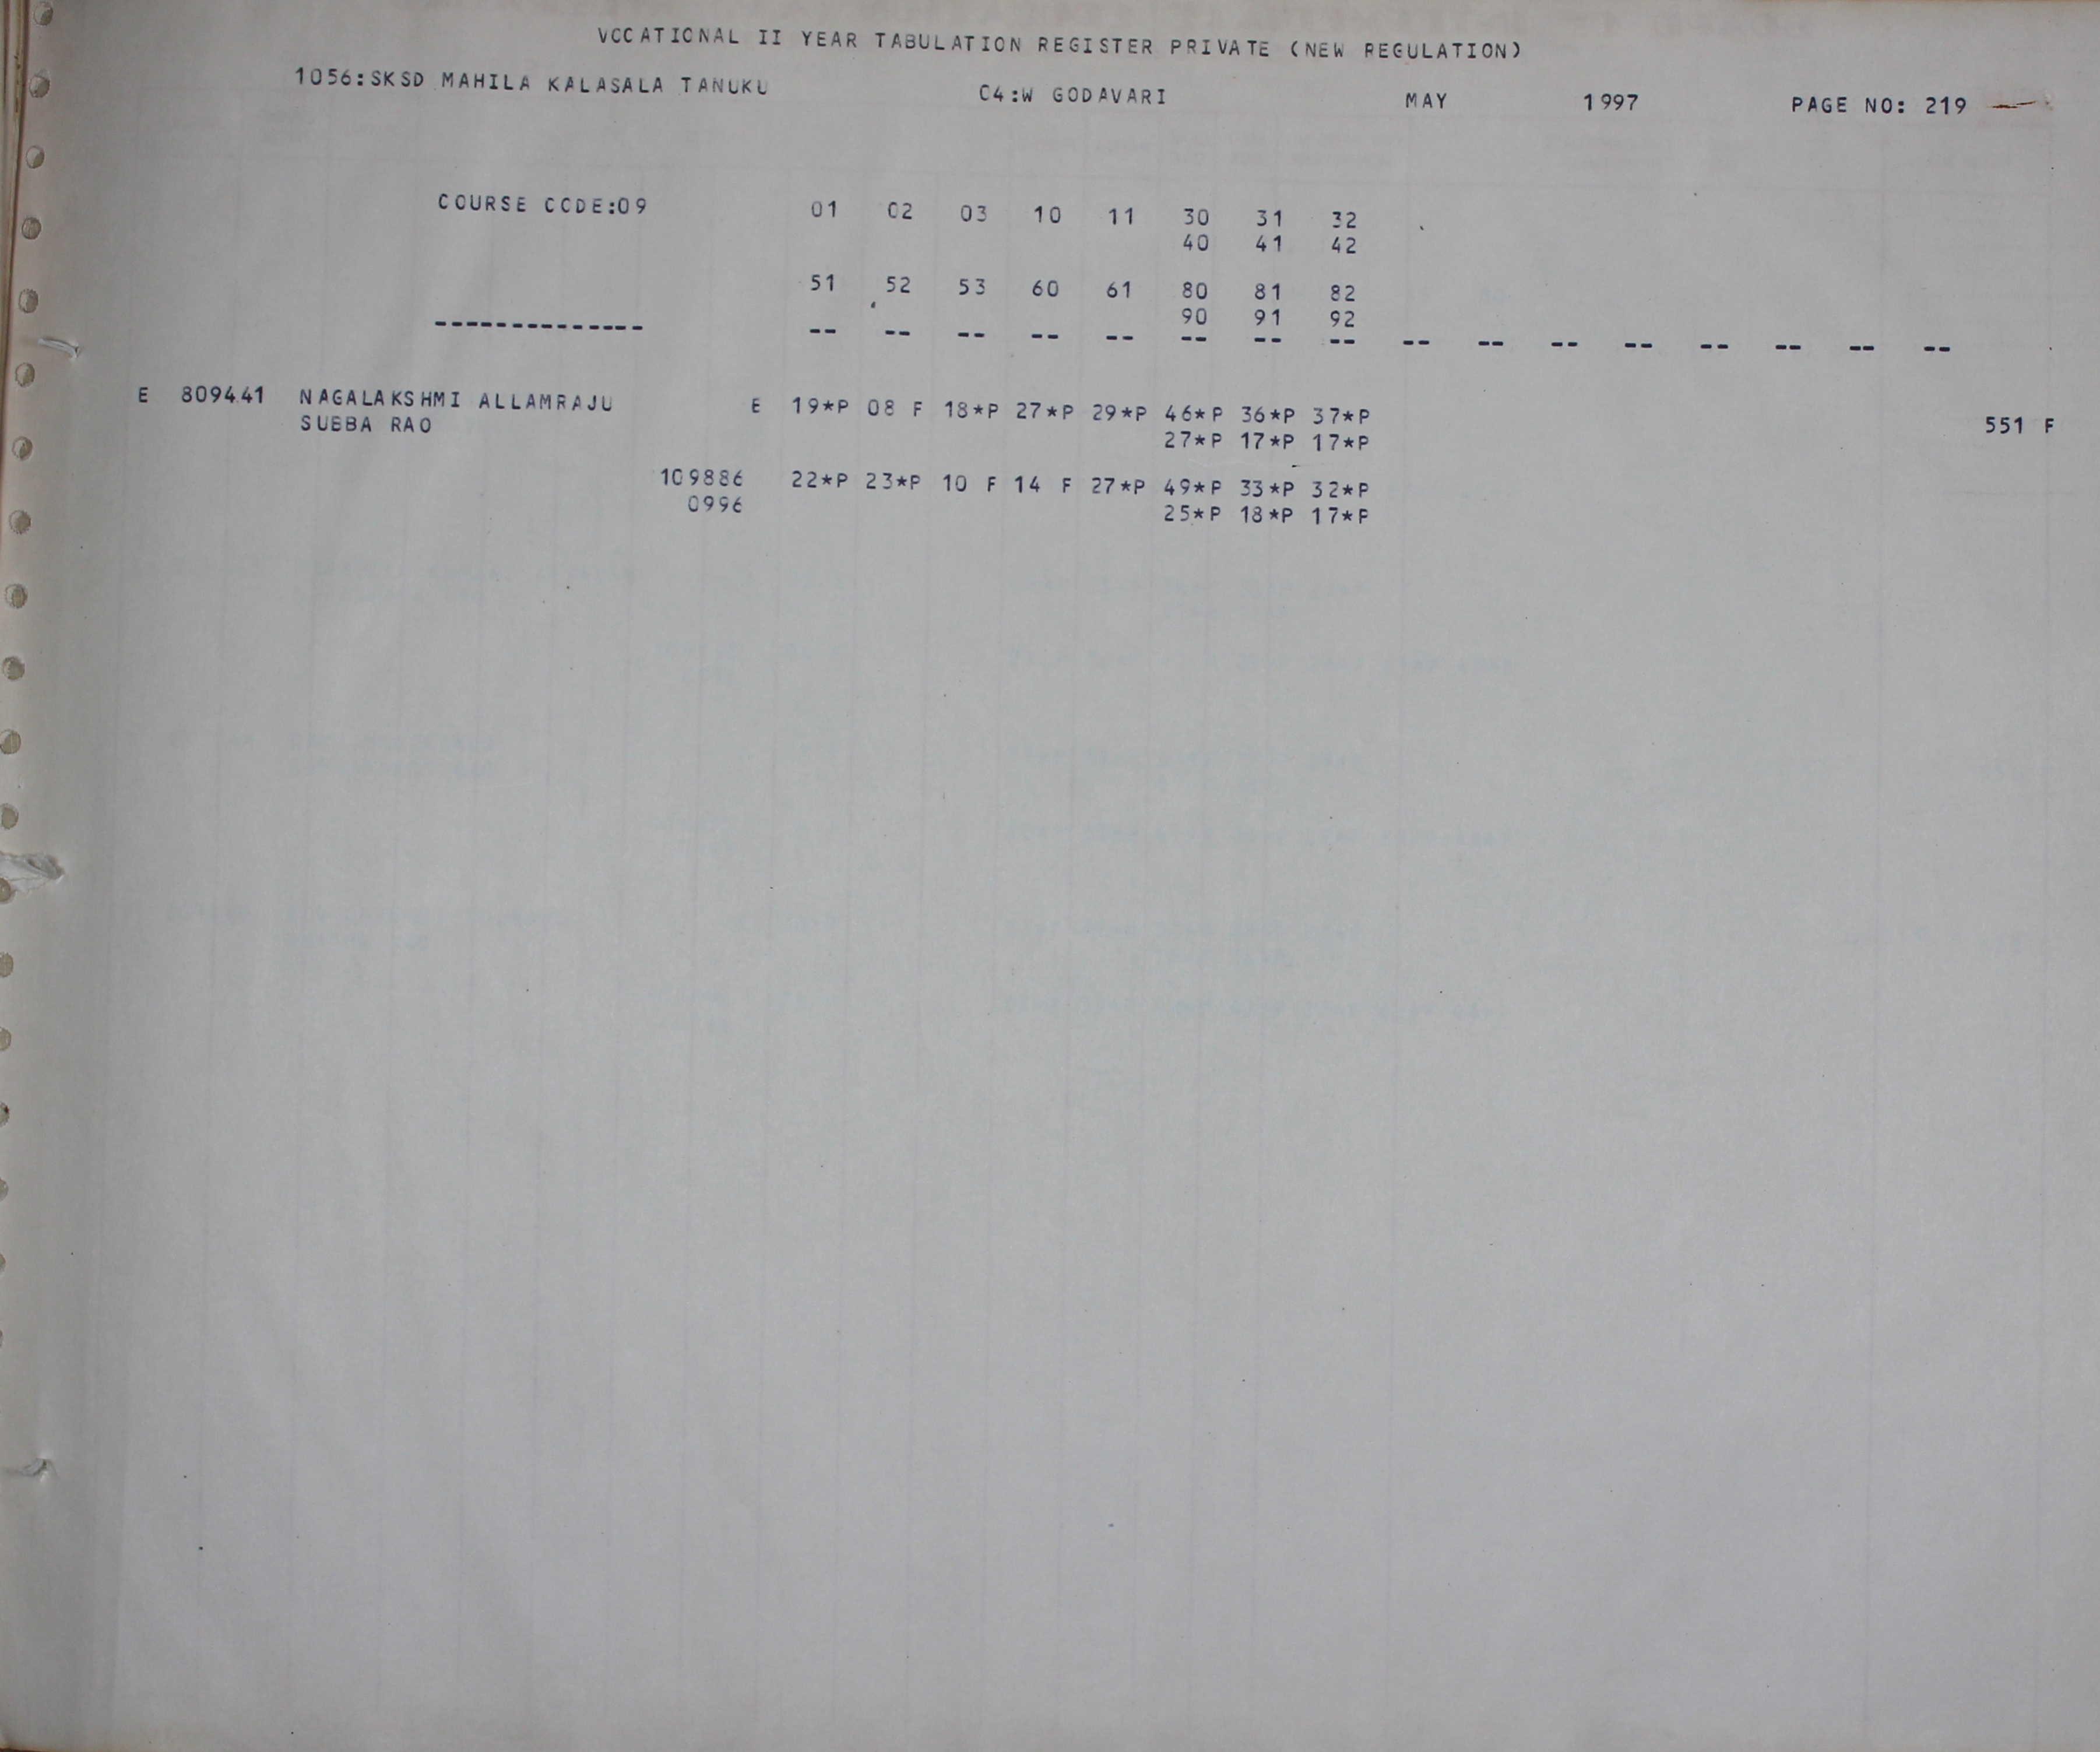 VOCATIONAL II YEAR TABULATION REGISTER PRIVATE (NEW REGULATION)
1056:SKSD MAHILA KALASALA TANUKU C4:W GODAVARI MAY 1997 PAGE NO: 219
COURSE CODE:09 01 02 03 10 11 30 31 32
40 41 42
51 52 53 60 61 80 81 82
90 91 92
-------------- -- -- -- -- -- -- -- -- -- -- -- -- -- -- -- --
E 809441 NAGALAKSHMI ALLAMRAJU E 19*P 08 F 18*P 27*P 29*P 46*P 36*P 37*P 551 F
SUBBA RAO 27*P 17*P 17*P
109886 22*P 23*P 10 F 14 F 27*P 49*P 33*P 32*P
0996 25*P 18*P 17*P